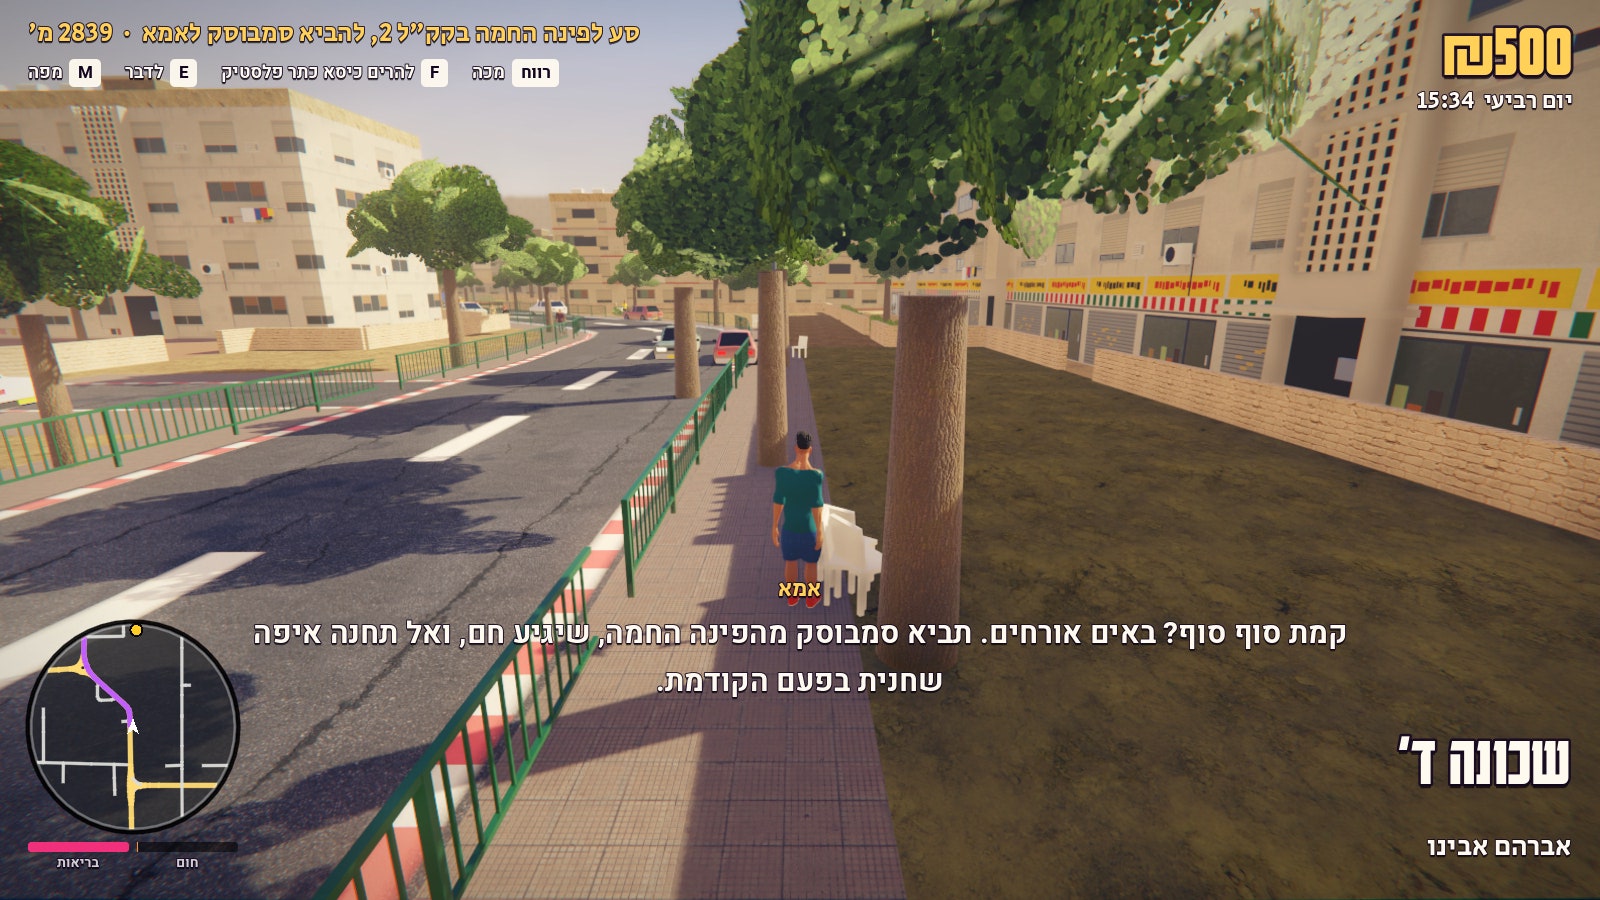 סע לפינה החמה בקק״ל 2, להביא סמבוסק לאמא · 2839 מ׳
רווח מכה F להרים כיסא כתר פלסטיק E לדבר M מפה
₪500
יום רביעי 15:34
אמא
קמת סוף סוף? באים אורחים. תביא סמבוסק מהפינה החמה, שיגיע חם, ואל תחנה איפה
שחנית בפעם הקודמת.
שכונה ד׳
אברהם אבינו
בריאות
חום